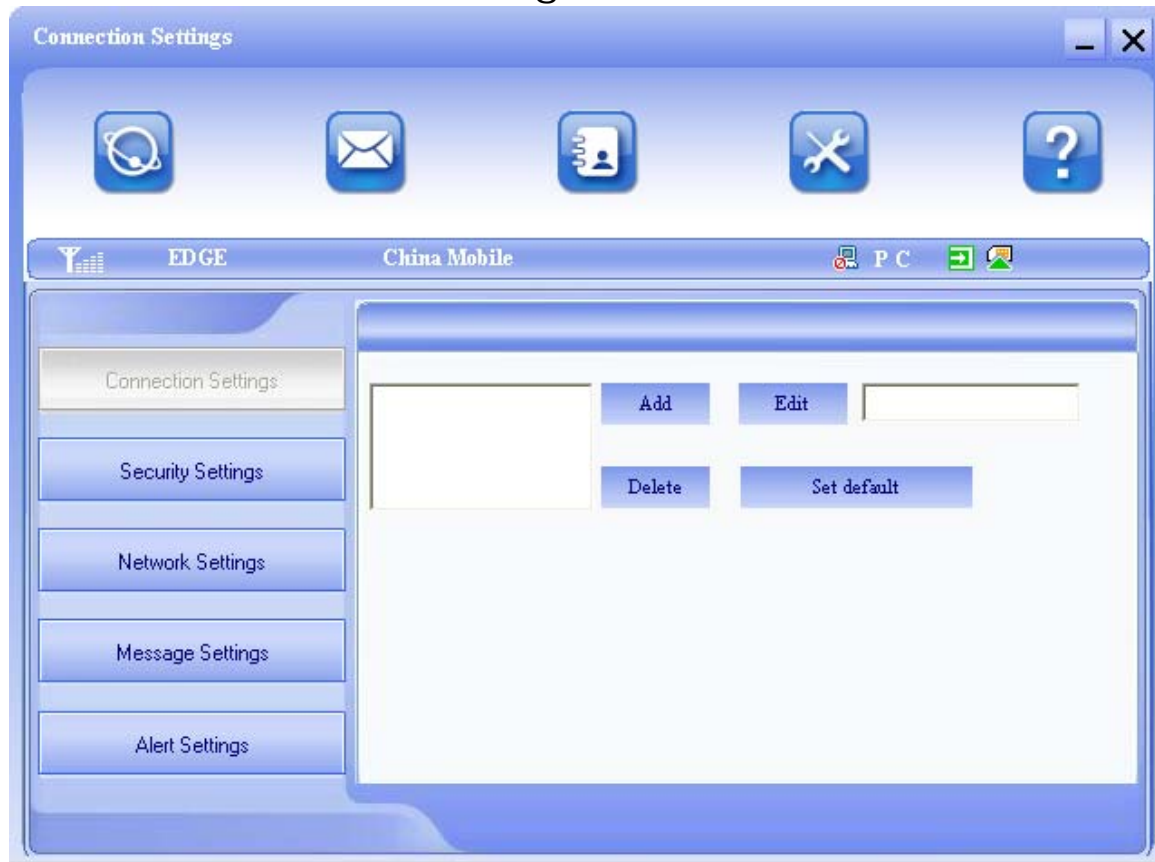 Connection Settings
EDGE China Mobile P C
Connection Settings
Add Edit
Security Settings
Delete Set default
Network Settings
Message Settings
Alert Settings